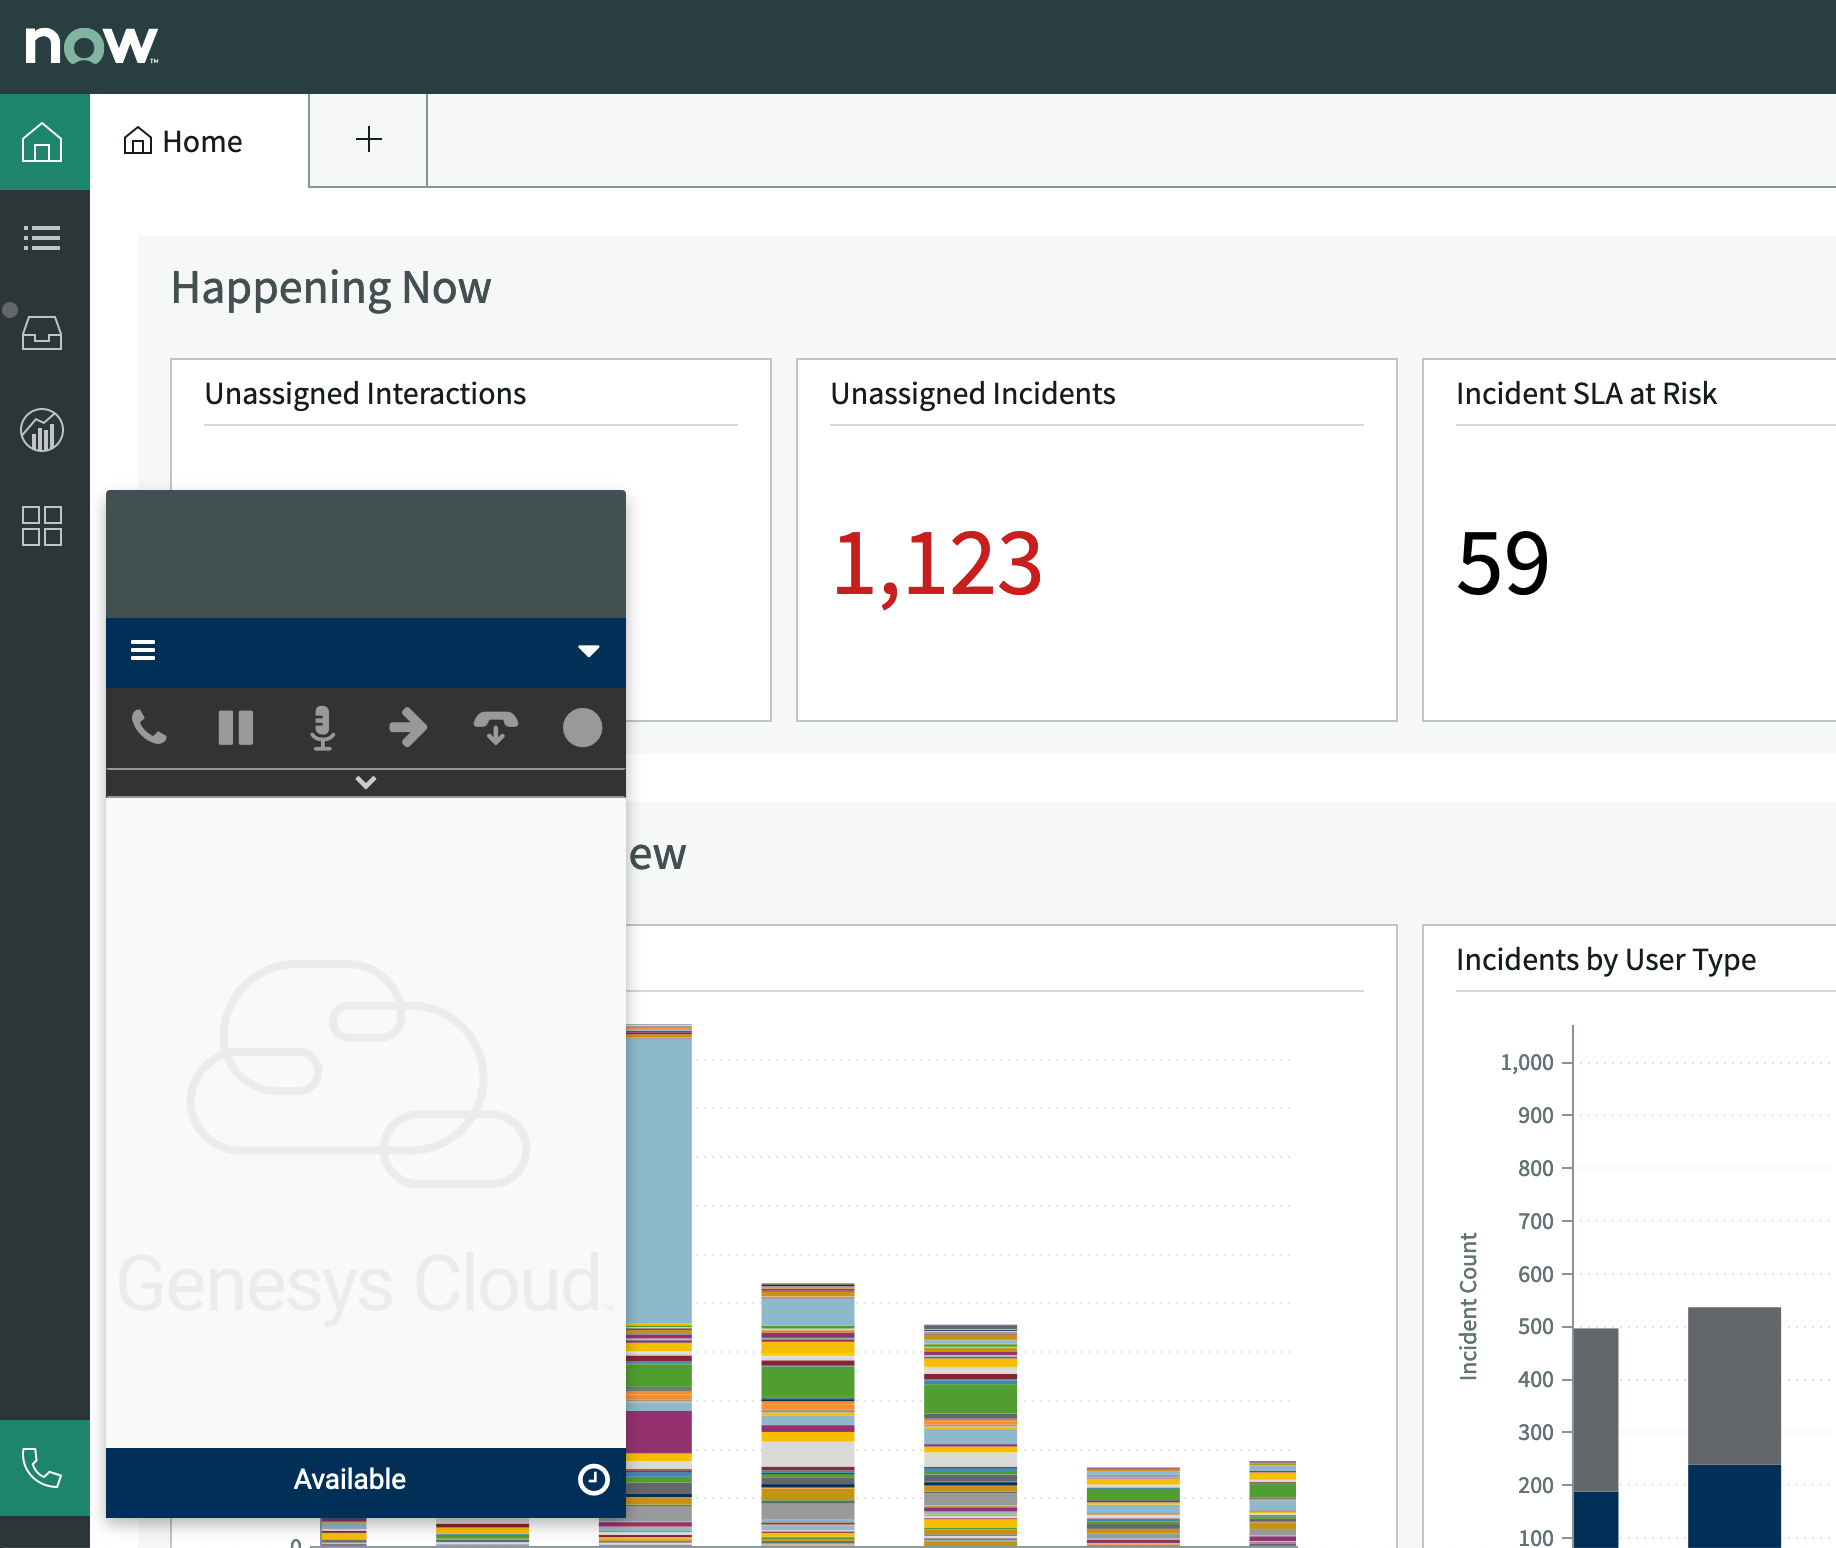 now
Home
Happening Now
Unassigned Interactions
Unassigned Incidents
Incident SLA at Risk
1,123
59
ew
Incidents by User Type
Incident Count
1,000
900
800
700
600
500
400
300
200
100
0
Genesys Cloud
Available